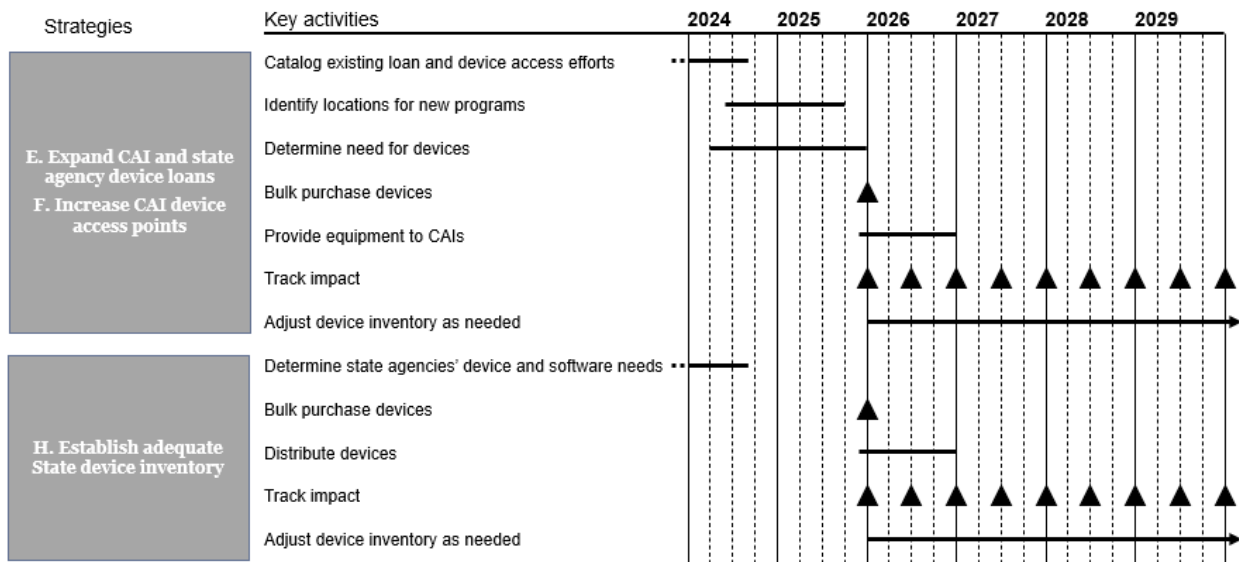 Strategies
Key activities
2024 2025 2026 2027 2028 2029
E. Expand CAI and state
agency device loans
F. Increase CAI device
access points
Catalog existing loan and device access efforts
Identify locations for new programs
Determine need for devices
Bulk purchase devices
Provide equipment to CAIs
Track impact
Adjust device inventory as needed
H. Establish adequate
State device inventory
Determine state agencies' device and software needs
Bulk purchase devices
Distribute devices
Track impact
Adjust device inventory as needed